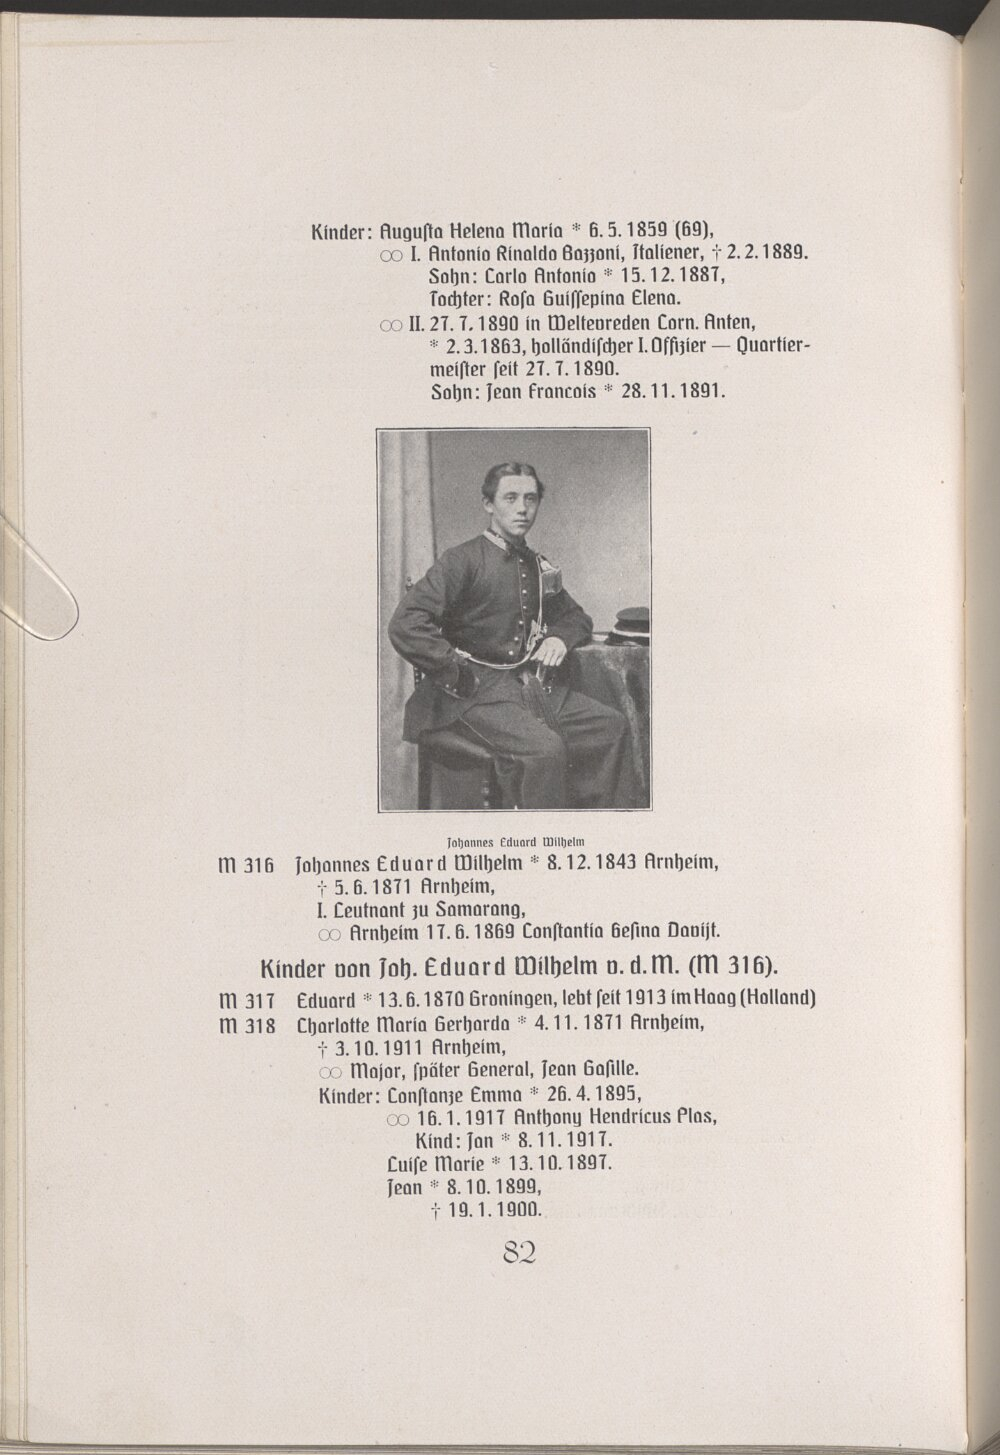 Kinder: Augusta Helena Maria * 6. 5. 1859 (69),
∞ I. Antonio Rinaldo Bazzoni, Italiener, † 2. 2. 1889.
Sohn: Carlo Antonio * 15. 12. 1887,
Tochter: Rosa Guissepina Elena.
∞ II. 27. 7. 1890 in Weltevreden Corn. Anten,
* 2. 3. 1863, holländischer I. Offizier — Quartier-
meister seit 27. 7. 1890.
Sohn: Jean Francois * 28. 11. 1891.
Johannes Eduard Wilhelm
M 316 Johannes Eduard Wilhelm * 8. 12. 1843 Arnheim,
† 5. 6. 1871 Arnheim,
I. Leutnant zu Samarang,
∞ Arnheim 17. 6. 1869 Constantia Gesina Davijt.
Kinder von Joh. Eduard Wilhelm v. d. M. (M 316).
M 317 Eduard * 13. 6. 1870 Groningen, lebt seit 1913 im Haag (Holland)
M 318 Charlotte Maria Gerharda * 4. 11. 1871 Arnheim,
† 3. 10. 1911 Arnheim,
∞ Major, später General, Jean Gasille.
Kinder: Constanze Emma * 26. 4. 1895,
∞ 16. 1. 1917 Anthony Hendricus Plas,
Kind: Jan * 8. 11. 1917.
Luise Marie * 13. 10. 1897.
Jean * 8. 10. 1899,
† 19. 1. 1900.
82